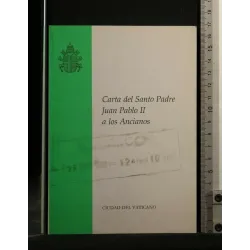 Carta del Santo Padre
Juan Pablo II
a los Ancianos
CIUDAD DEL VATICANO